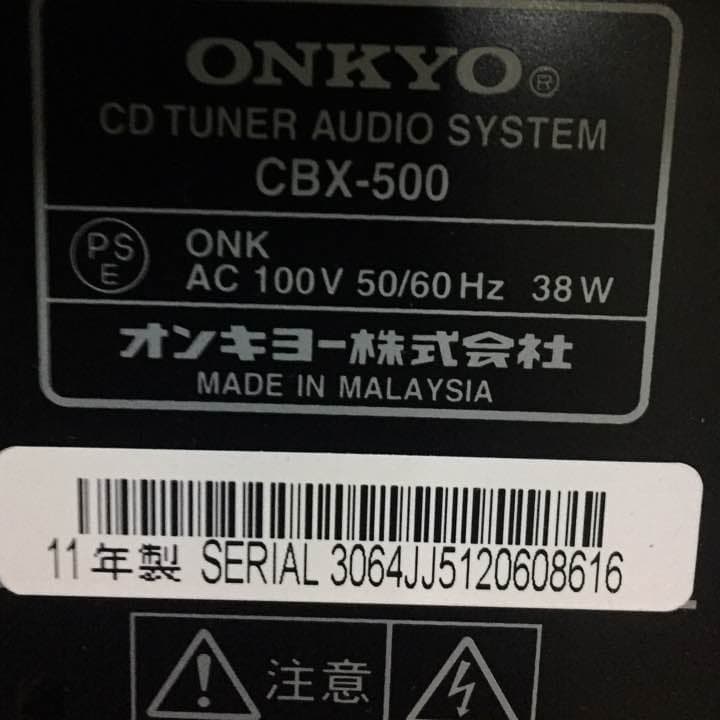 ONKYO®
CD TUNER AUDIO SYSTEM
CBX-500
PS
E
ONK
AC 100V 50/60Hz 38W
オンキヨー株式会社
MADE IN MALAYSIA
11年製 SERIAL 3064JJ5120608616
注意